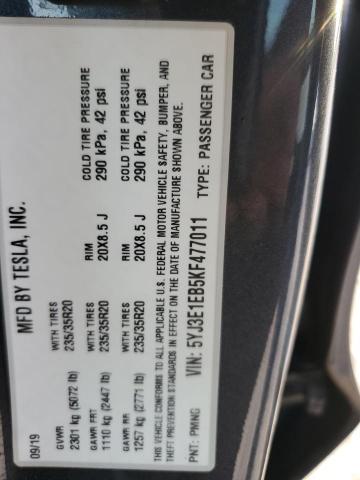 MFD BY TESLA, INC.
09/19
GVWR
2301 kg (5072 lb)
WITH TIRES
235/35R20
GAWR FRT
1110 kg (2447 lb)
WITH TIRES
235/35R20
RIM
20X8.5 J
COLD TIRE PRESSURE
290 kPa, 42 psi
GAWR RR
1257 kg (2771 lb)
WITH TIRES
235/35R20
RIM
20X8.5 J
COLD TIRE PRESSURE
290 kPa, 42 psi
THIS VEHICLE CONFORMS TO ALL APPLICABLE U.S. FEDERAL MOTOR VEHICLE SAFETY, BUMPER, AND
THEFT PREVENTION STANDARDS IN EFFECT ON THE DATE OF MANUFACTURE SHOWN ABOVE.
VIN: 5YJ3E1EB5KF477011 TYPE: PASSENGER CAR
PNT: PMNG